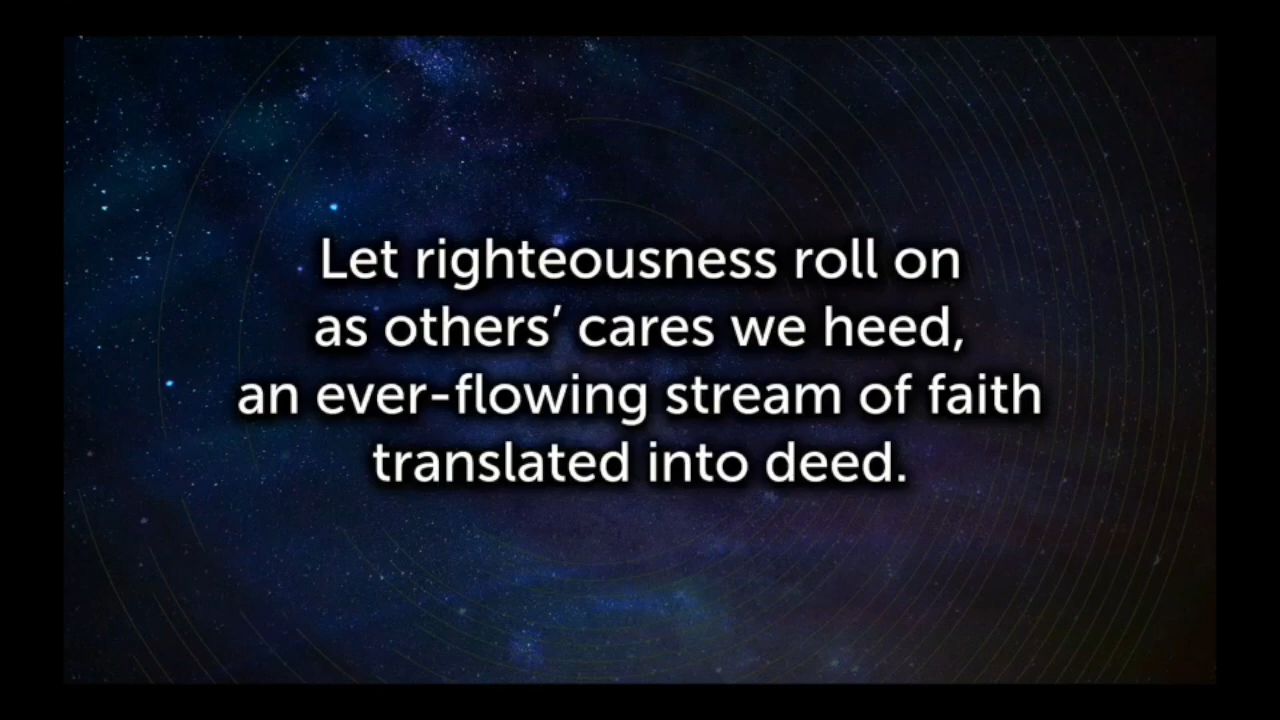 Let righteousness roll on
as others’ cares we heed,
an ever-flowing stream of faith
translated into deed.